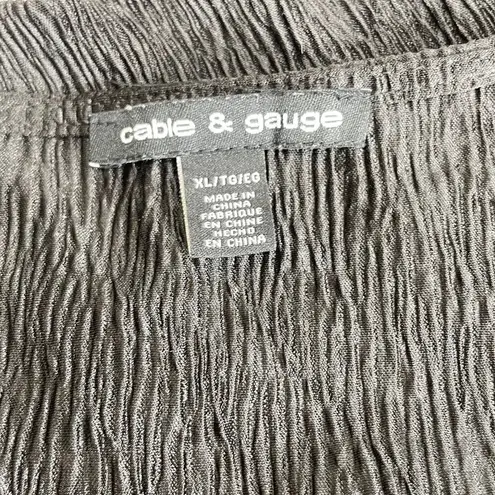 cable & gauge
XL/TG/EG
MADE IN
CHINA
FABRIQUE
EN CHINE
HECHO
EN CHINA